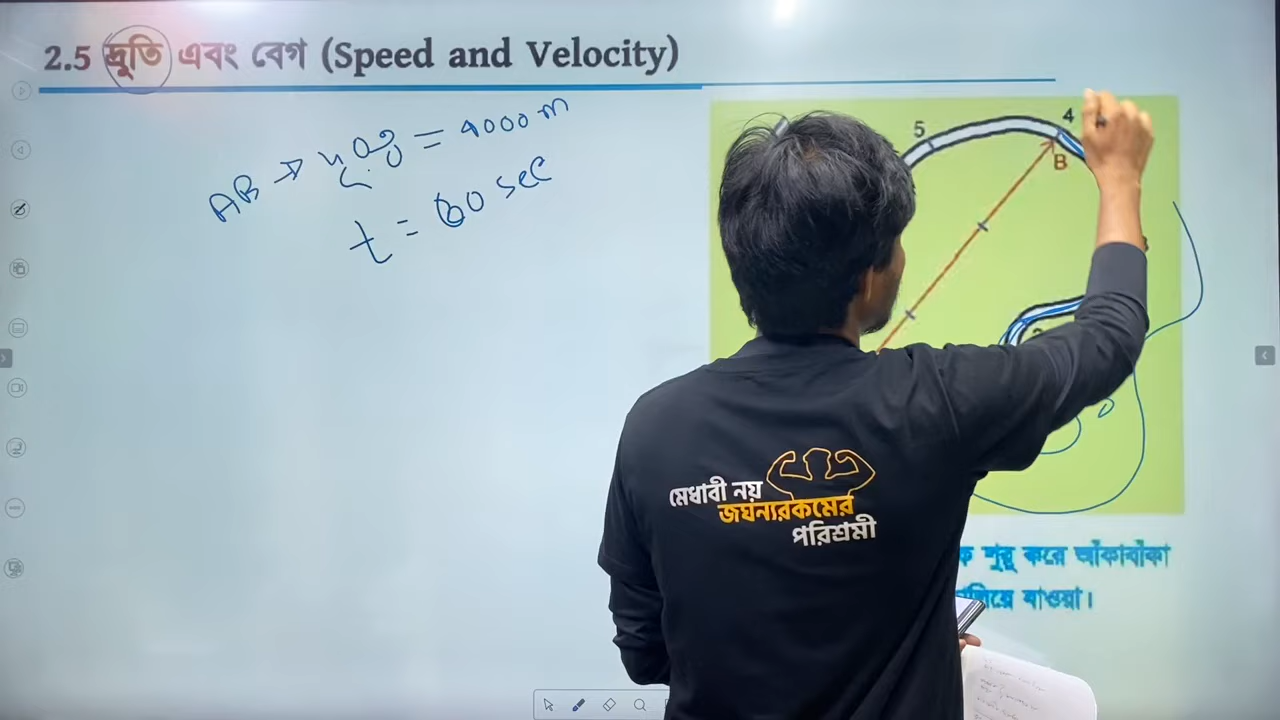 2.5 দ্রুতি এবং বেগ (Speed and Velocity)
AB → দূরত্ব = 4000 m
t = 60 sec
5
4
B
2
মেধাবী নয়
জঘন্যরকমের
পরিশ্রমী
শুরু করে আঁকাবাঁকা
যাওয়া।